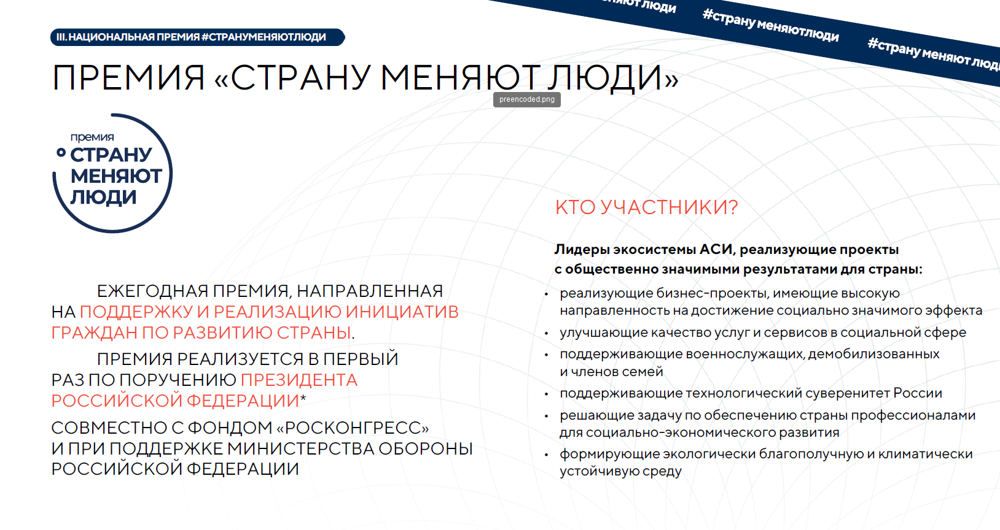 меняют люди
#страну меняютлюди
#страну меняют люди
III. НАЦИОНАЛЬНАЯ ПРЕМИЯ #СТРАНУМЕНЯЮТЛЮДИ
ПРЕМИЯ «СТРАНУ МЕНЯЮТ ЛЮДИ»
preencoded.png
премия
СТРАНУ
МЕНЯЮТ
ЛЮДИ
ЕЖЕГОДНАЯ ПРЕМИЯ, НАПРАВЛЕННАЯ
НА ПОДДЕРЖКУ И РЕАЛИЗАЦИЮ ИНИЦИАТИВ
ГРАЖДАН ПО РАЗВИТИЮ СТРАНЫ.
ПРЕМИЯ РЕАЛИЗУЕТСЯ В ПЕРВЫЙ
РАЗ ПО ПОРУЧЕНИЮ ПРЕЗИДЕНТА
РОССИЙСКОЙ ФЕДЕРАЦИИ*
СОВМЕСТНО С ФОНДОМ «РОСКОНГРЕСС»
И ПРИ ПОДДЕРЖКЕ МИНИСТЕРСТВА ОБОРОНЫ
РОССИЙСКОЙ ФЕДЕРАЦИИ
КТО УЧАСТНИКИ?
Лидеры экосистемы АСИ, реализующие проекты
с общественно значимыми результатами для страны:
• реализующие бизнес-проекты, имеющие высокую
направленность на достижение социально значимого эффекта
• улучшающие качество услуг и сервисов в социальной сфере
• поддерживающие военнослужащих, демобилизованных
и членов семей
• поддерживающие технологический суверенитет России
• решающие задачу по обеспечению страны профессионалами
для социально-экономического развития
• формирующие экологически благополучную и климатически
устойчивую среду